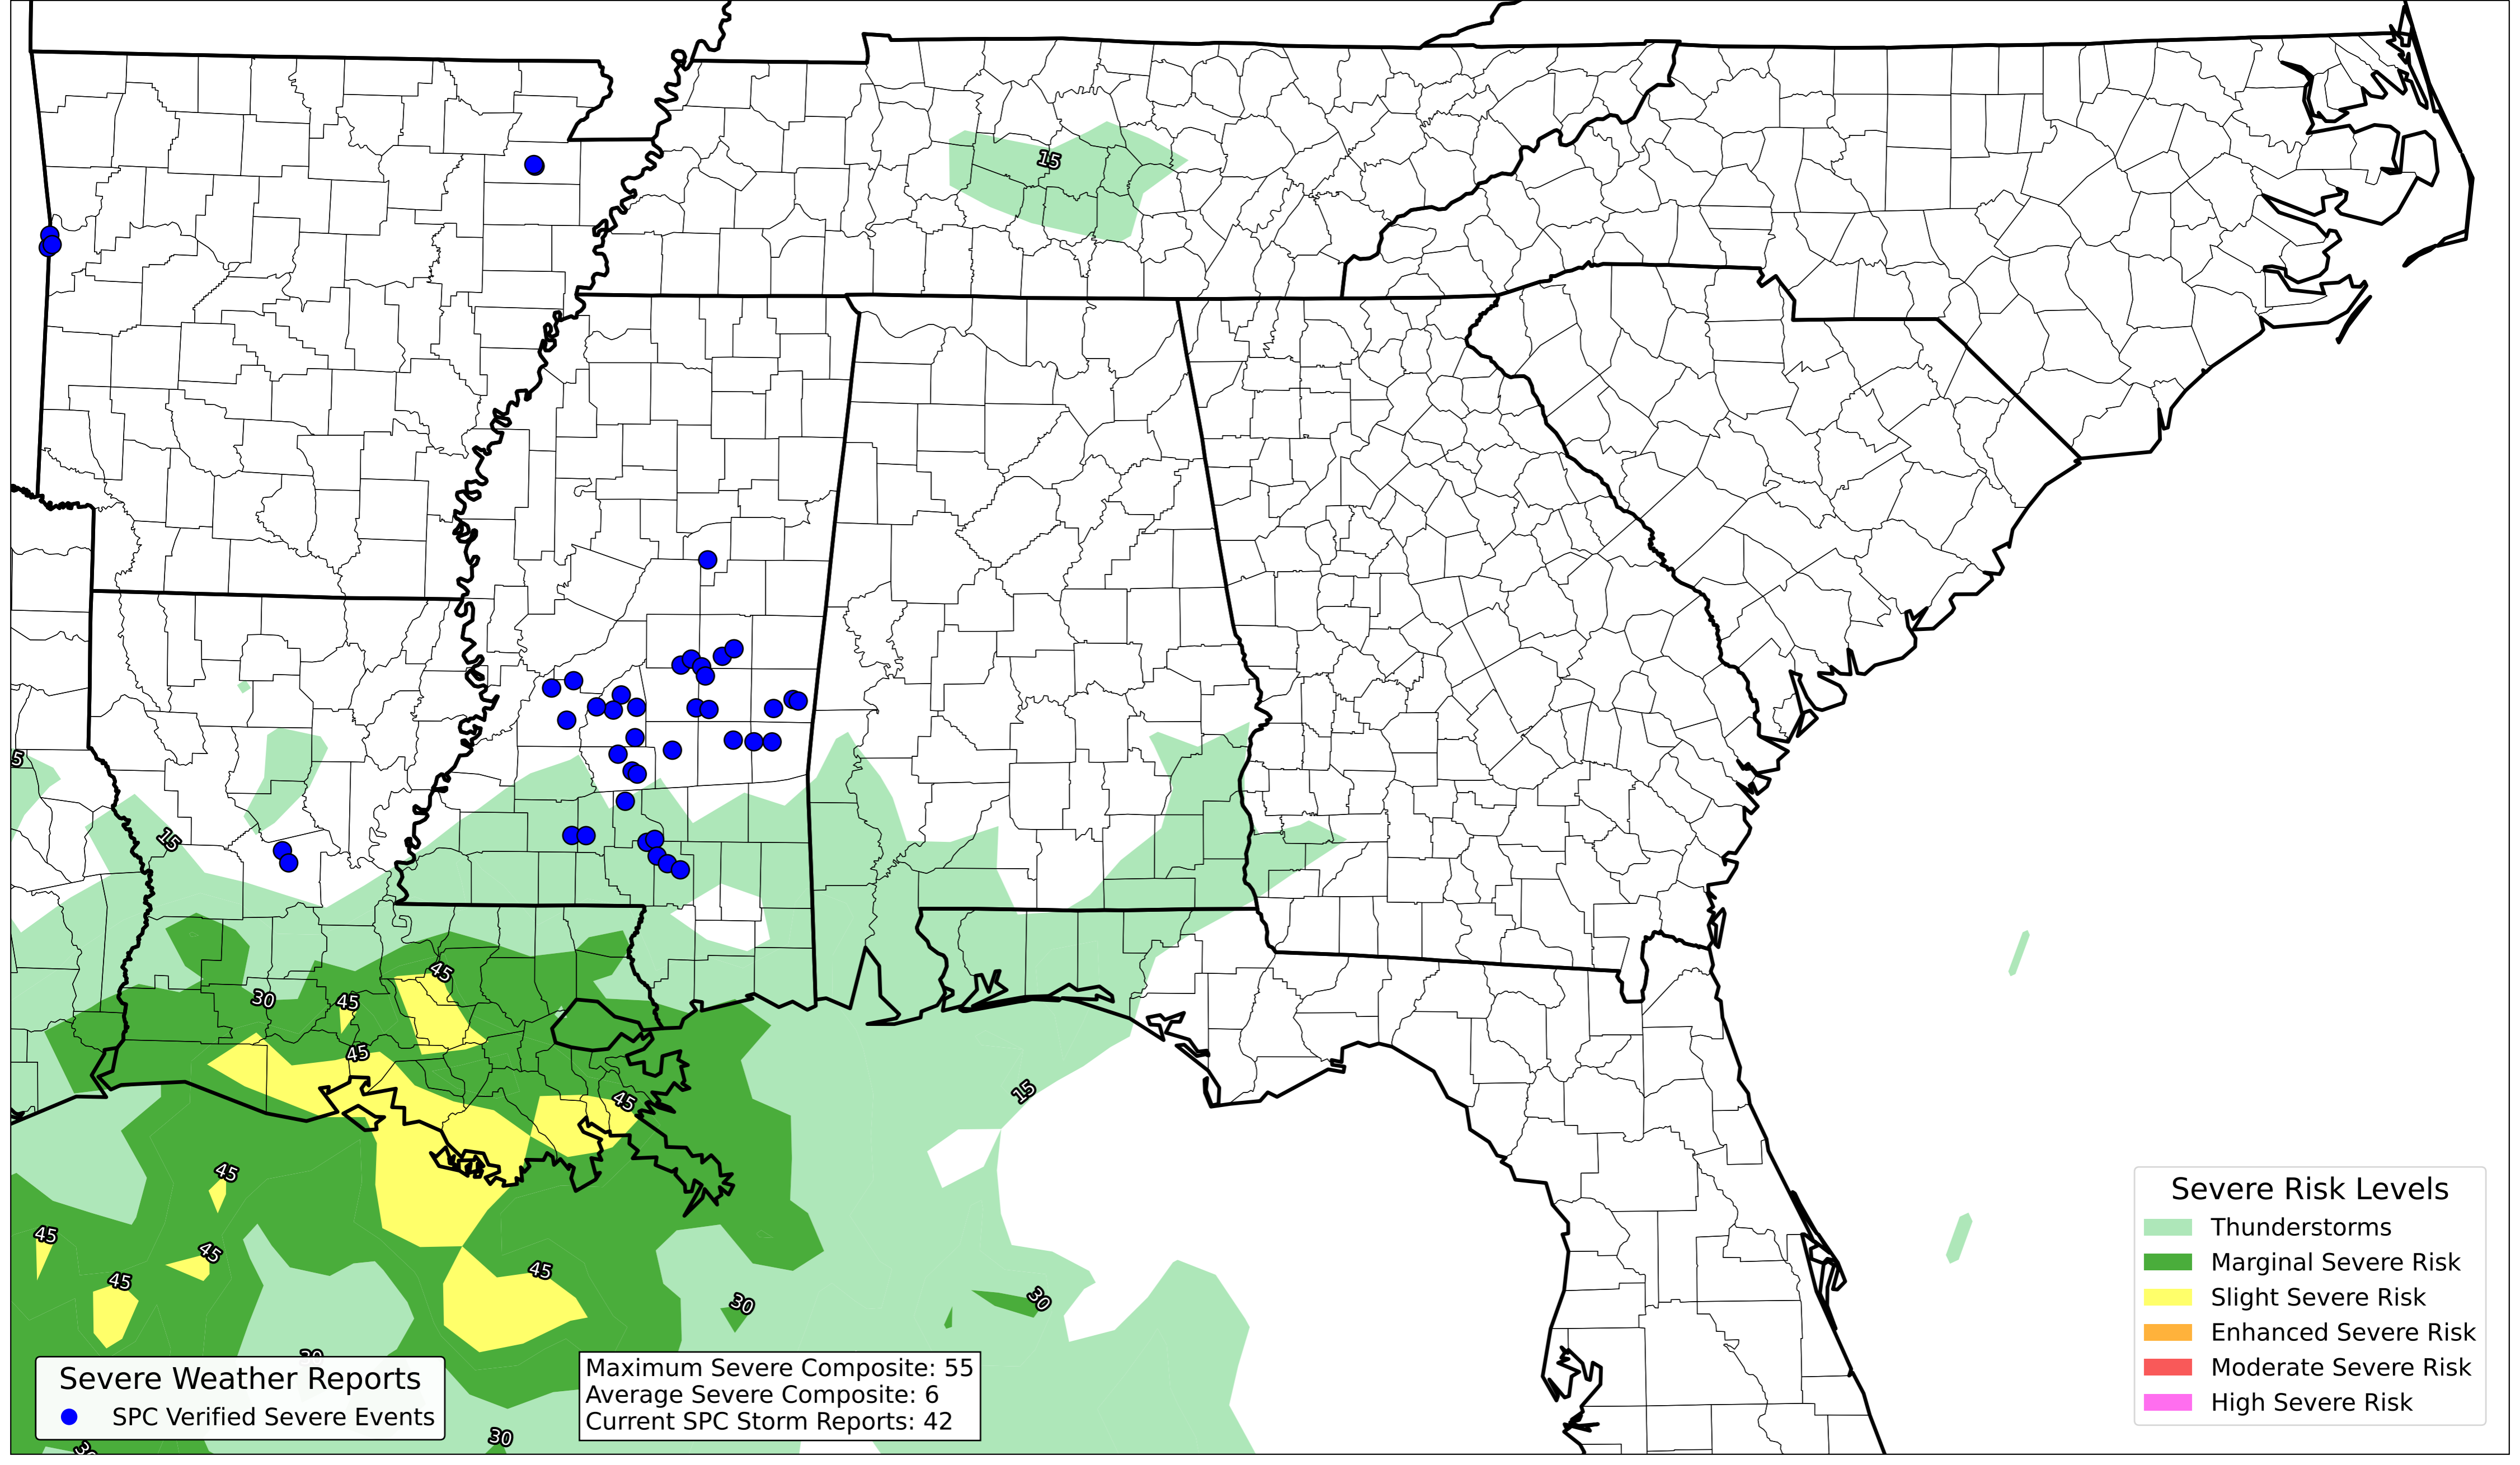 15
5
15
45
30
45
45
15
45
45
45
45
45
30
30
30
30
Severe Risk Levels
Thunderstorms
Marginal Severe Risk
Slight Severe Risk
Enhanced Severe Risk
Moderate Severe Risk
High Severe Risk
Severe Weather Reports
SPC Verified Severe Events
Maximum Severe Composite: 55
Average Severe Composite: 6
Current SPC Storm Reports: 42